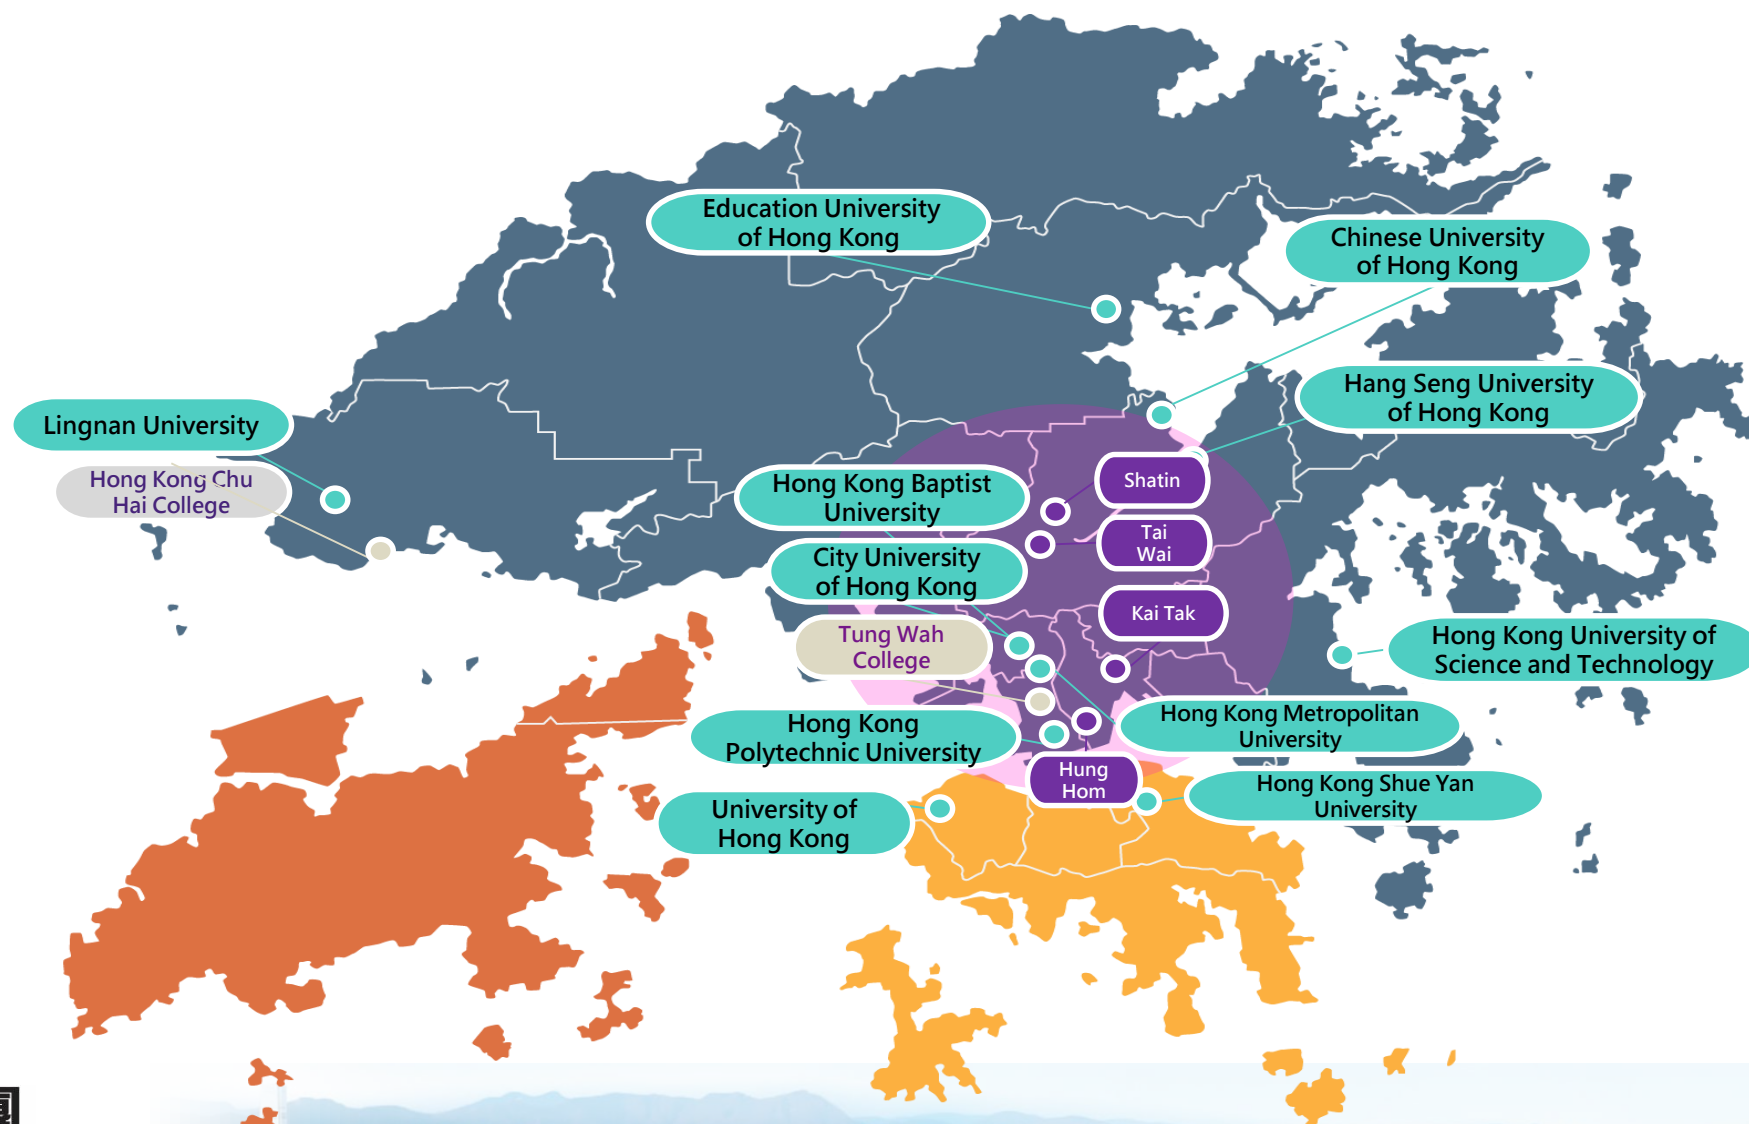 Education University
of Hong Kong
Chinese University
of Hong Kong
Hang Seng University
of Hong Kong
Lingnan University
Hong Kong Chu
Hai College
Hong Kong Baptist
University
Shatin
Tai
Wai
City University
of Hong Kong
Kai Tak
Tung Wah
College
Hong Kong University of
Science and Technology
Hong Kong
Polytechnic University
Hong Kong Metropolitan
University
Hung
Hom
Hong Kong Shue Yan
University
University of
Hong Kong